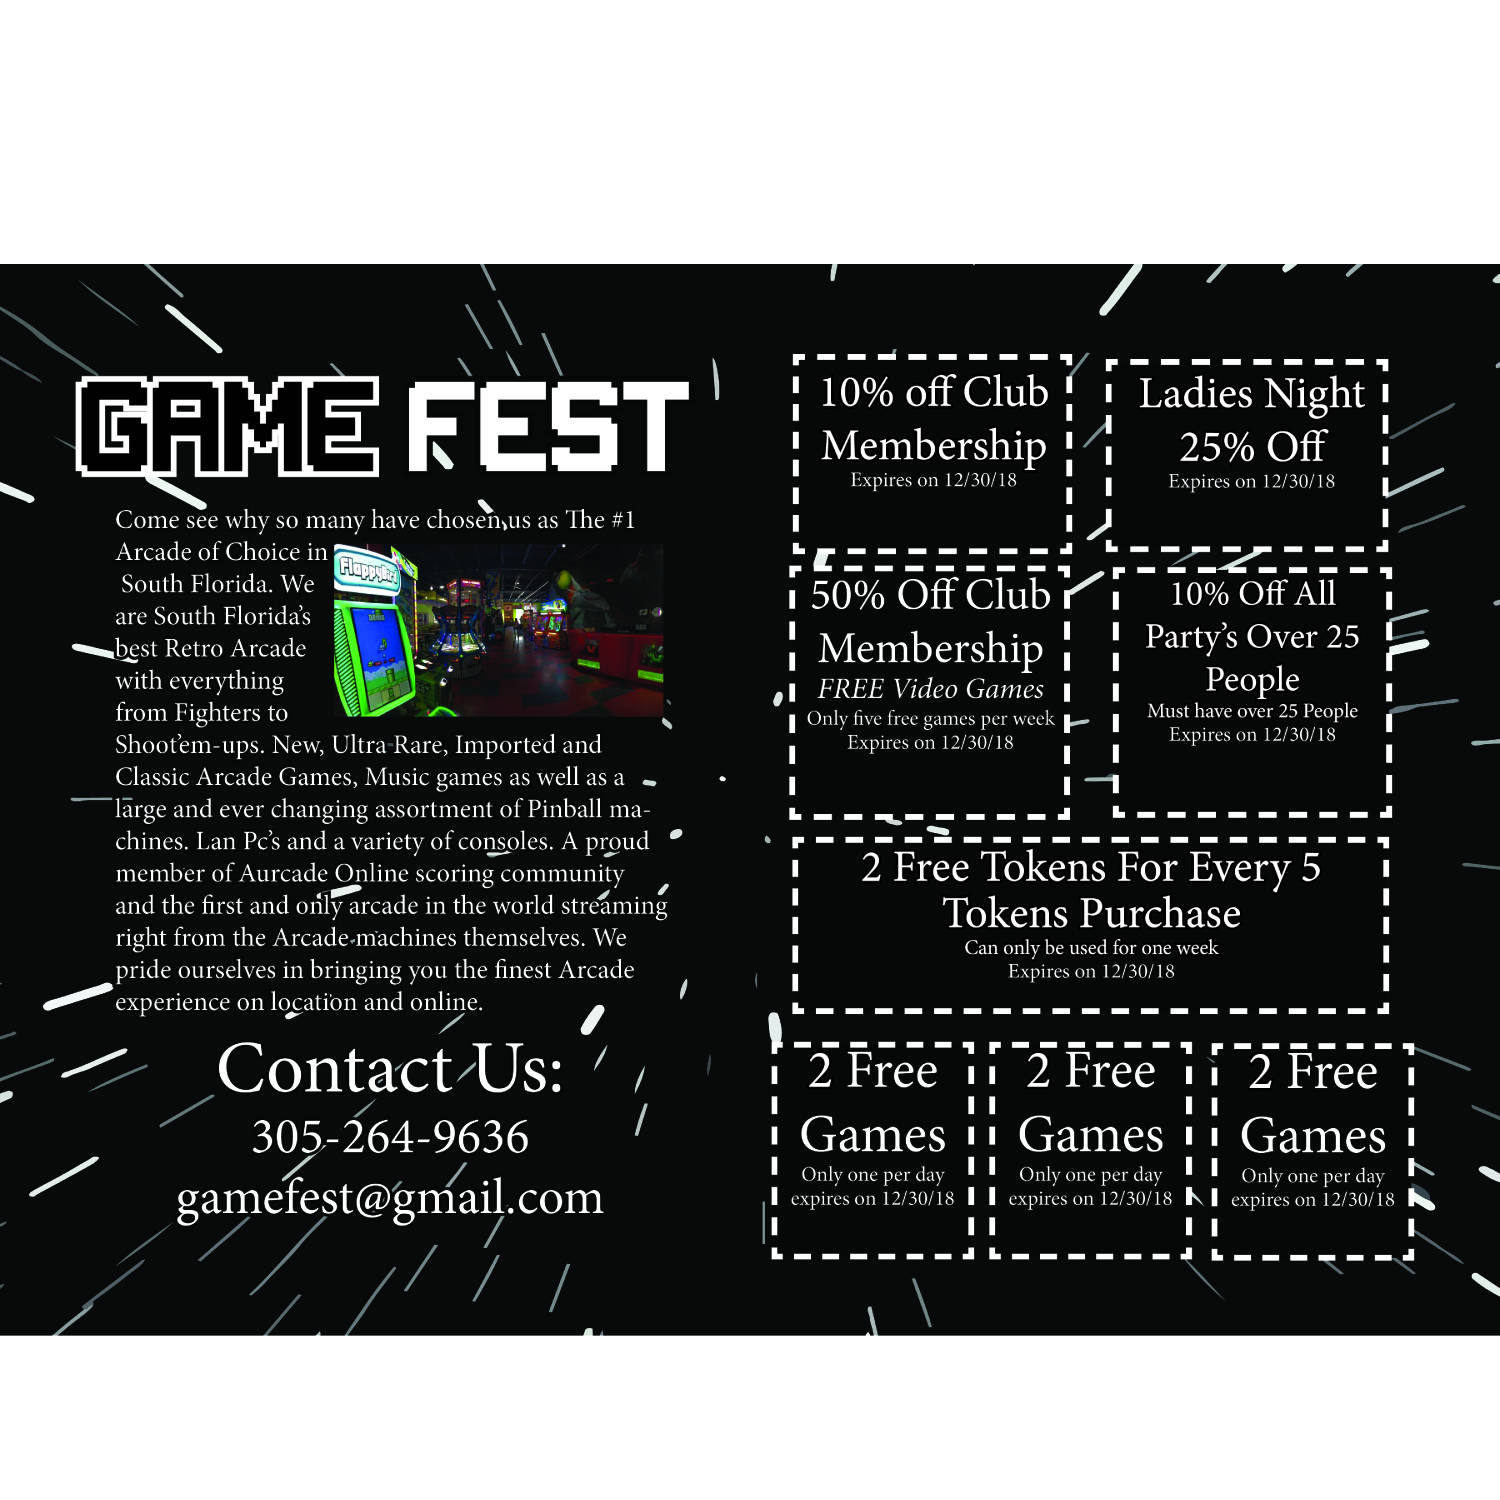 GAME FEST
Come see why so many have chosen us as The #1
Arcade of Choice in
South Florida. We
are South Florida's
best Retro Arcade
with everything
from Fighters to
Shoot'em-ups. New, Ultra-Rare, Imported and
Classic Arcade Games, Music games as well as a
large and ever changing assortment of Pinball ma-
chines. Lan Pc's and a variety of consoles. A proud
member of Aurcade Online scoring community
and the first and only arcade in the world streaming
right from the Arcade machines themselves. We
pride ourselves in bringing you the finest Arcade
experience on location and online.
Contact Us:
305-264-9636
gamefest@gmail.com
10% off Club
Membership
Expires on 12/30/18
Ladies Night
25% Off
Expires on 12/30/18
50% Off Club
Membership
FREE Video Games
Only five free games per week
Expires on 12/30/18
10% Off All
Party's Over 25
People
Must have over 25 People
Expires on 12/30/18
2 Free Tokens For Every 5
Tokens Purchase
Can only be used for one week
Expires on 12/30/18
2 Free
Games
Only one per day
expires on 12/30/18
2 Free
Games
Only one per day
expires on 12/30/18
2 Free
Games
Only one per day
expires on 12/30/18